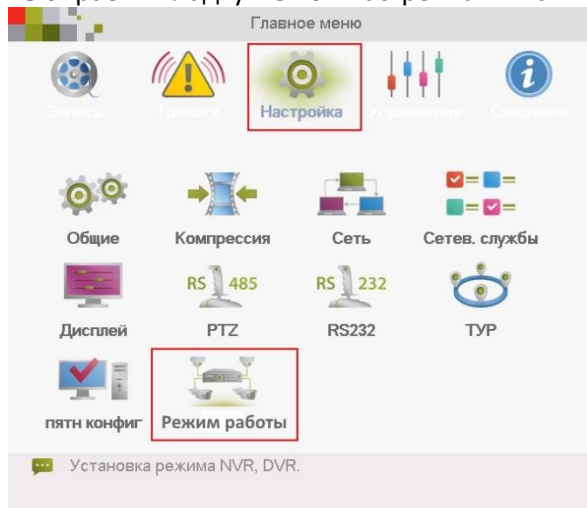 Главное меню
Запись Тревога Настройка Управление Сведения
Общие Компрессия Сеть Сетев. службы
RS 485 RS 232
Дисплей PTZ RS232 ТУР
пятн конфиг Режим работы
Установка режима NVR, DVR.